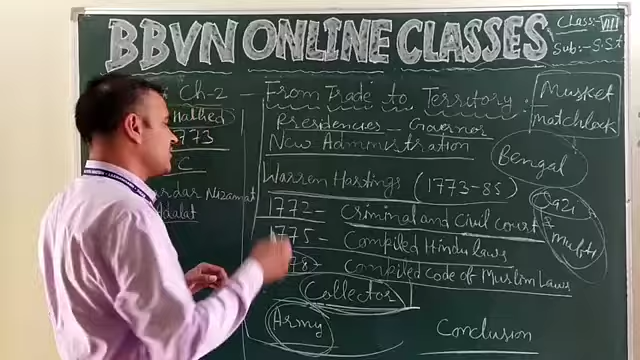 BBVN ONLINE CLASSES
Class:- VIII
Sub:- S.St
Ch-2 - From Trade to Territory.
Musket
matchlock
Halhed
1773
C
Presidencies - Governor
New Administration
Bengal
Warren Hastings (1773-85)
Nizamat
Adalat
Qazi
&
Mufti
1772- Criminal and Civil court
1775- Compiled Hindu laws
78- Compiled code of Muslim Laws
Collector
Army
Conclusion